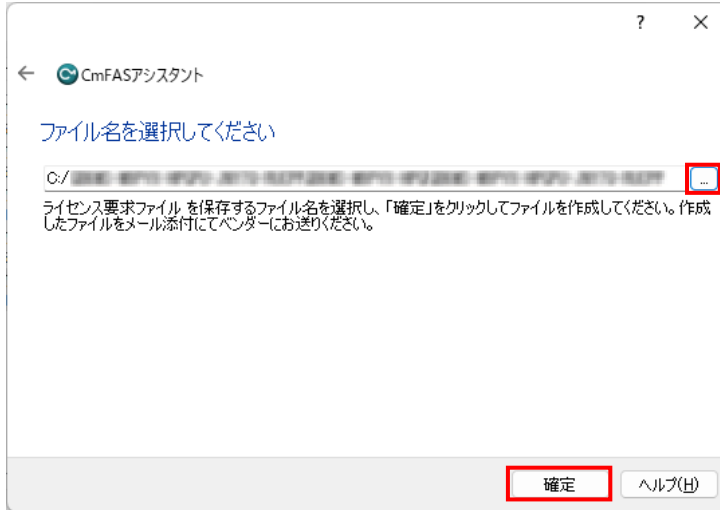 ?
CmFASアシスタント
ファイル名を選択してください
C:/
...
ライセンス要求ファイル を保存するファイル名を選択し、「確定」をクリックしてファイルを作成してください。作成
したファイルをメール添付にてベンダーにお送りください。
確定
ヘルプ(H)